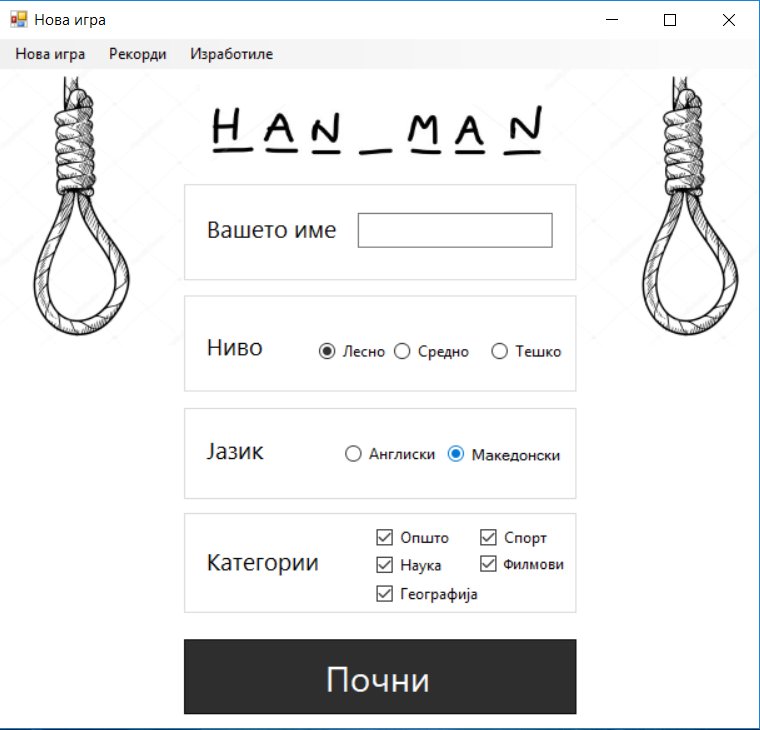 Нова игра
Нова игра Рекорди Изработиле
HAN_MAN
Вашето име
Ниво Лесно Средно Тешко
Јазик Англиски Македонски
Општо Спорт
Категории Наука Филмови
Географија
Почни